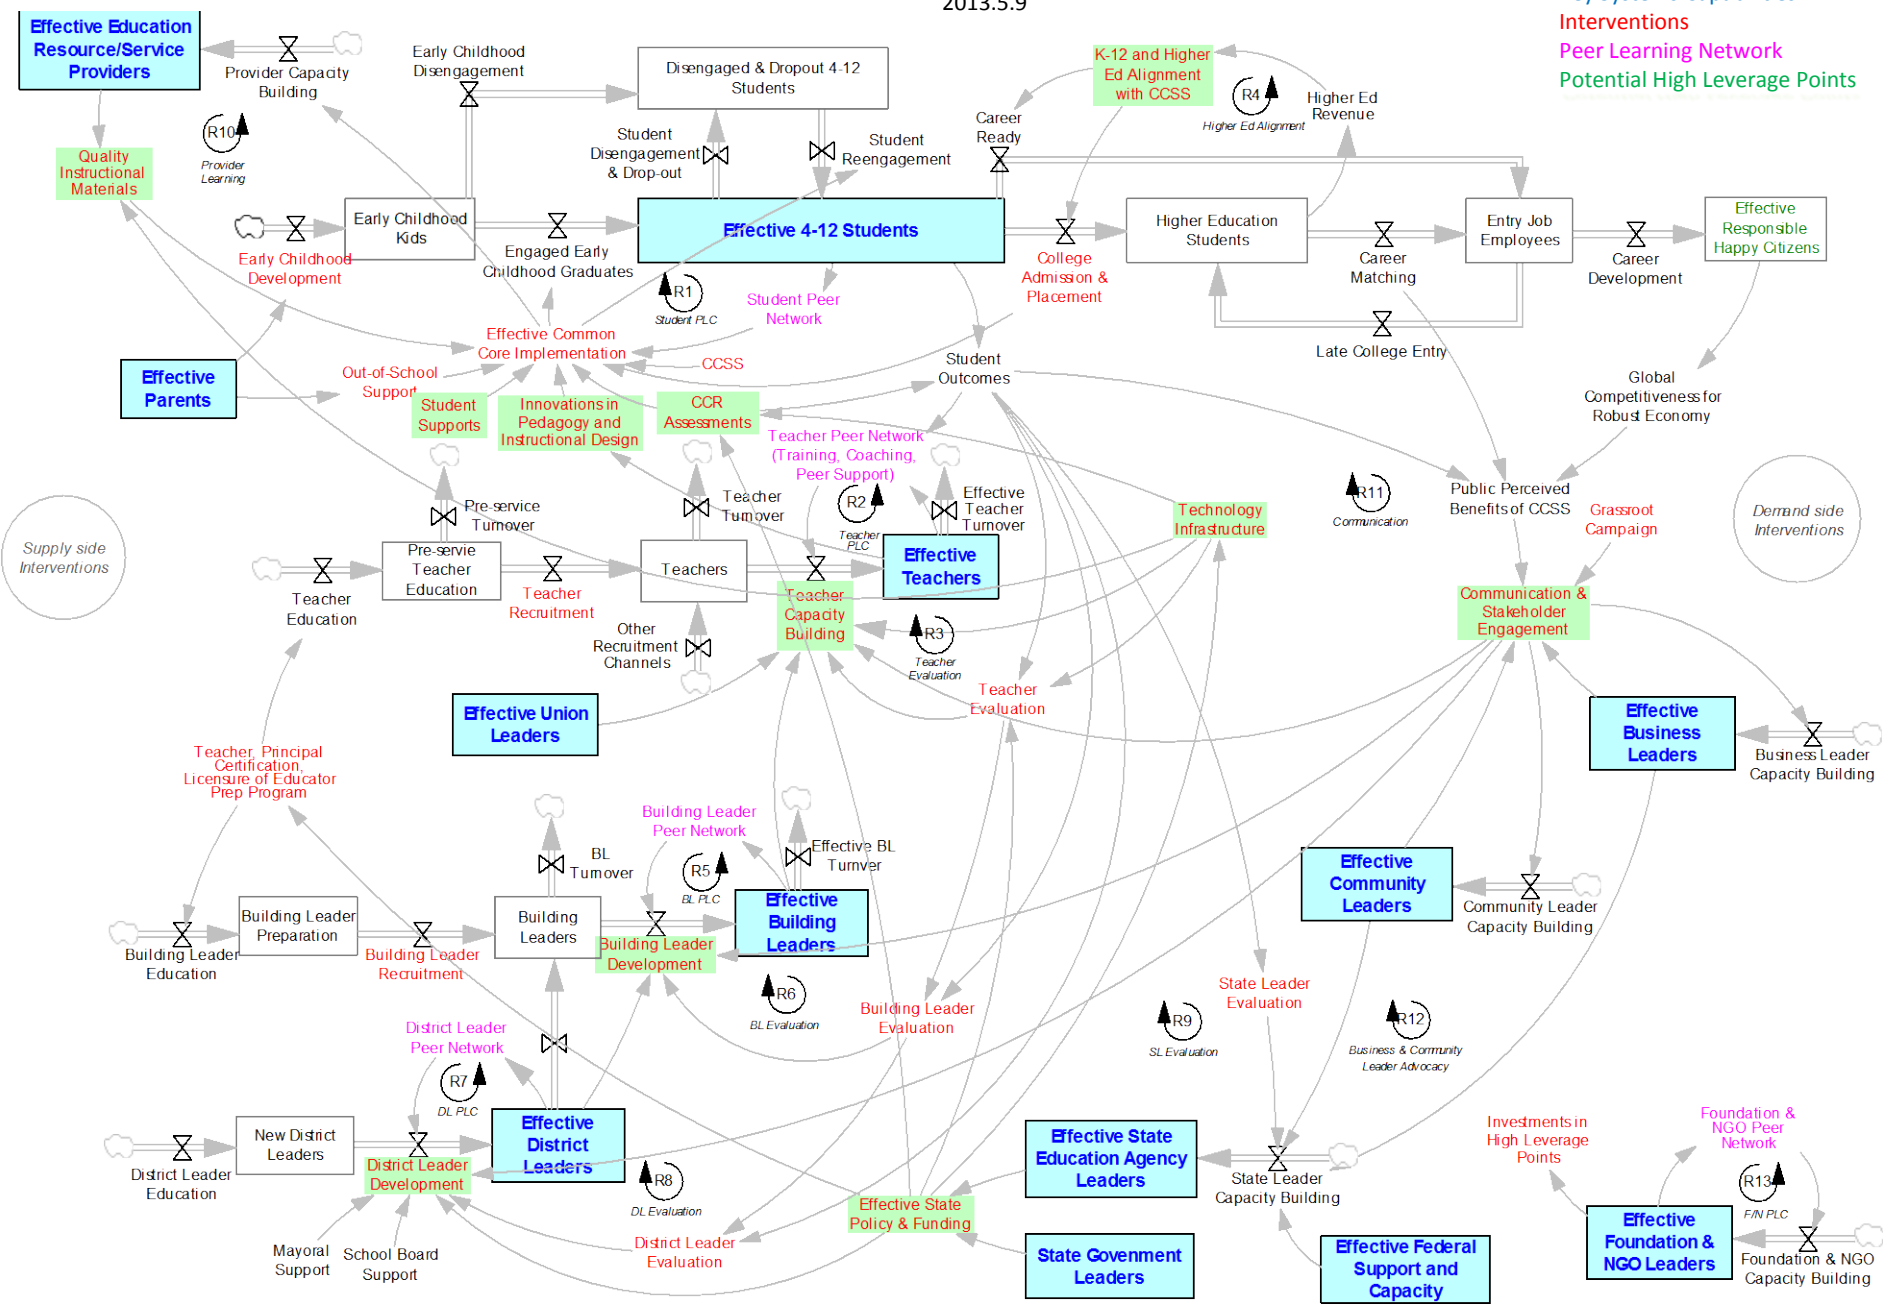 2013.5.9
Interventions
Peer Learning Network
Potential High Leverage Points
Effective Education
Resource/Service
Providers
Provider Capacity
Building
R10
Provider
Learning
Quality
Instructional
Materials
Early Childhood
Disengagement
Disengaged & Dropout 4-12
Students
Student
Disengagement
& Drop-out
Student
Reengagement
Career
Ready
K-12 and Higher
Ed Alignment
with CCSS
R4
Higher Ed Alignment
Higher Ed
Revenue
Early Childhood
Development
Early Childhood
Kids
Engaged Early
Childhood Graduates
Effective 4-12 Students
College
Admission &
Placement
Higher Education
Students
Career
Matching
Entry Job
Employees
Career
Development
Effective
Responsible
Happy Citizens
Late College Entry
R1
Student PLC
Student Peer
Network
Effective Common
Core Implementation
CCSS
Effective
Parents
Out-of-School
Support
Student
Supports
Innovations in
Pedagogy and
Instructional Design
CCR
Assessments
Student
Outcomes
Global
Competitiveness for
Robust Economy
Teacher Peer Network
(Training, Coaching,
Peer Support)
R2
Teacher
PLC
Effective
Teacher
Turnover
Teacher
Turnover
Pre-service
Turnover
Technology
Infrastructure
R11
Communication
Public Perceived
Benefits of CCSS
Grassroot
Campaign
Supply side
Interventions
Demand side
Interventions
Teacher
Education
Pre-servie
Teacher
Education
Teacher
Recruitment
Teachers
Effective
Teachers
Teacher
Capacity
Building
Other
Recruitment
Channels
R3
Teacher
Evaluation
Communication &
Stakeholder
Engagement
Effective Union
Leaders
Teacher
Evaluation
Effective
Business
Leaders
Business Leader
Capacity Building
Teacher, Principal
Certification,
Licensure of Educator
Prep Program
BL
Turnover
Building Leader
Peer Network
R5
BL PLC
Effective BL
Turnver
Effective
Community
Leaders
Community Leader
Capacity Building
Building Leader
Education
Building Leader
Preparation
Building Leader
Recruitment
Building
Leaders
Building Leader
Development
Effective
Building
Leaders
R6
BL Evaluation
Building Leader
Evaluation
State Leader
Evaluation
R9
SL Evaluation
R12
Business & Community
Leader Advocacy
District Leader
Peer Network
R7
DL PLC
District Leader
Education
New District
Leaders
District Leader
Development
Effective
District
Leaders
R8
DL Evaluation
Mayoral
Support
School Board
Support
District Leader
Evaluation
Effective State
Policy & Funding
Effective State
Education Agency
Leaders
State Govenment
Leaders
State Leader
Capacity Building
Effective Federal
Support and
Capacity
Investments in
High Leverage
Points
Foundation &
NGO Peer
Network
R13
F/N PLC
Effective
Foundation &
NGO Leaders
Foundation & NGO
Capacity Building